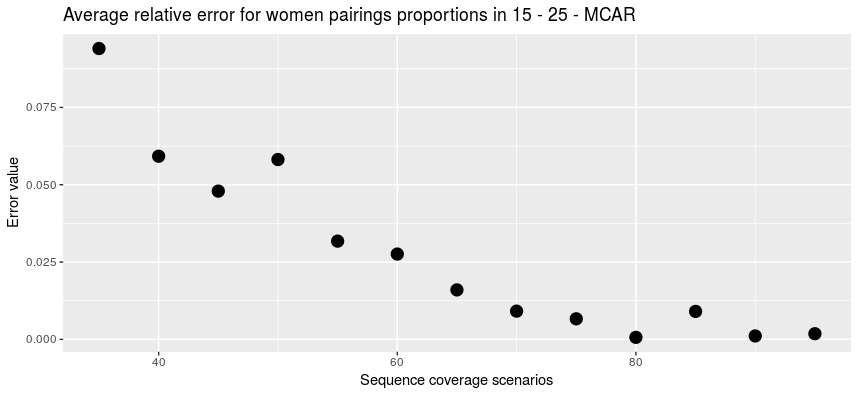 Average relative error for women pairings proportions in 15 - 25 - MCAR
0.075
0.050
0.025
0.000
Error value
40 60 80
Sequence coverage scenarios